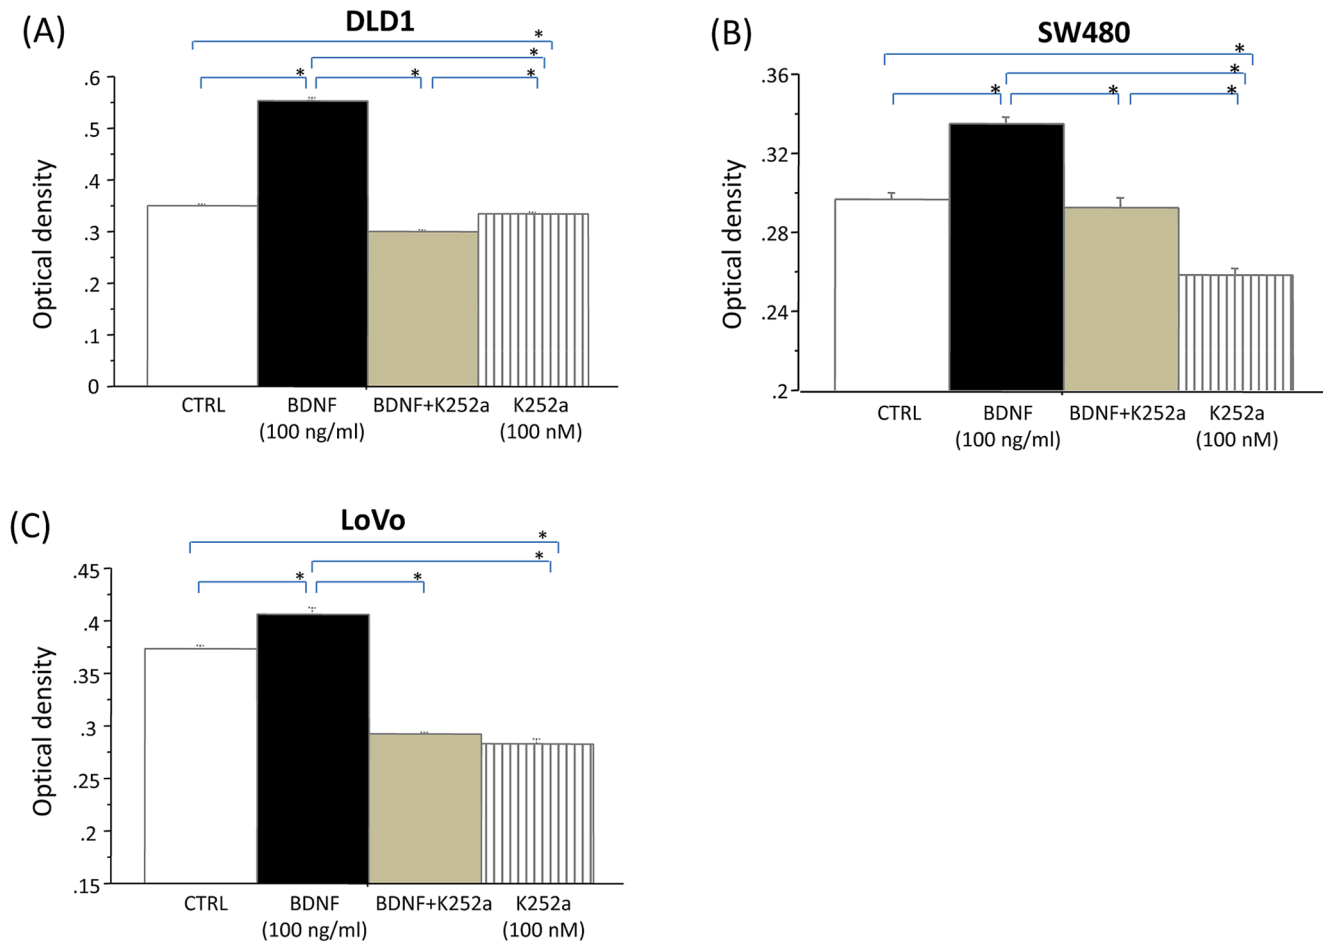 (A)
DLD1
*
*
* * *
Optical density
.6
.5
.4
.3
.2
.1
0
CTRL BDNF BDNF+K252a K252a
(100 ng/ml) (100 nM)
(B)
SW480
*
*
* * *
Optical density
.36
.32
.28
.24
.2
CTRL BDNF BDNF+K252a K252a
(100 ng/ml) (100 nM)
(C)
LoVo
*
*
* *
Optical density
.45
.4
.35
.3
.25
.2
.15
CTRL BDNF BDNF+K252a K252a
(100 ng/ml) (100 nM)